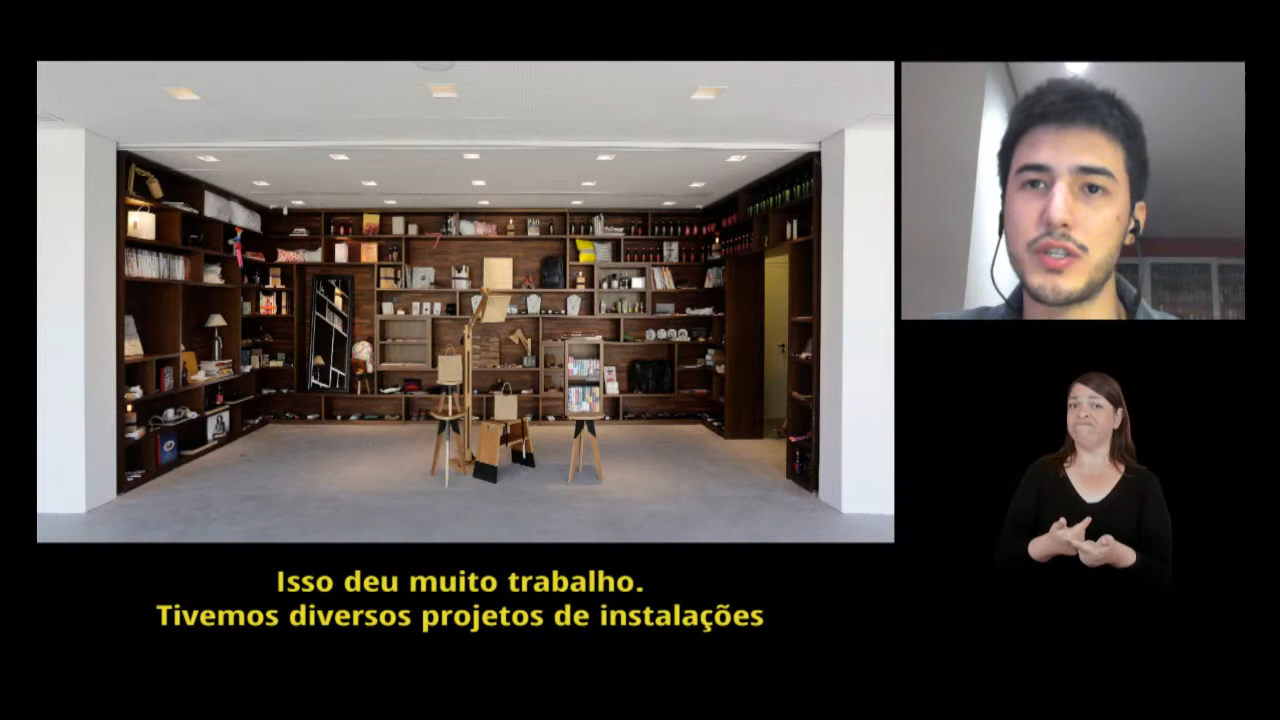 Isso deu muito trabalho.
Tivemos diversos projetos de instalações